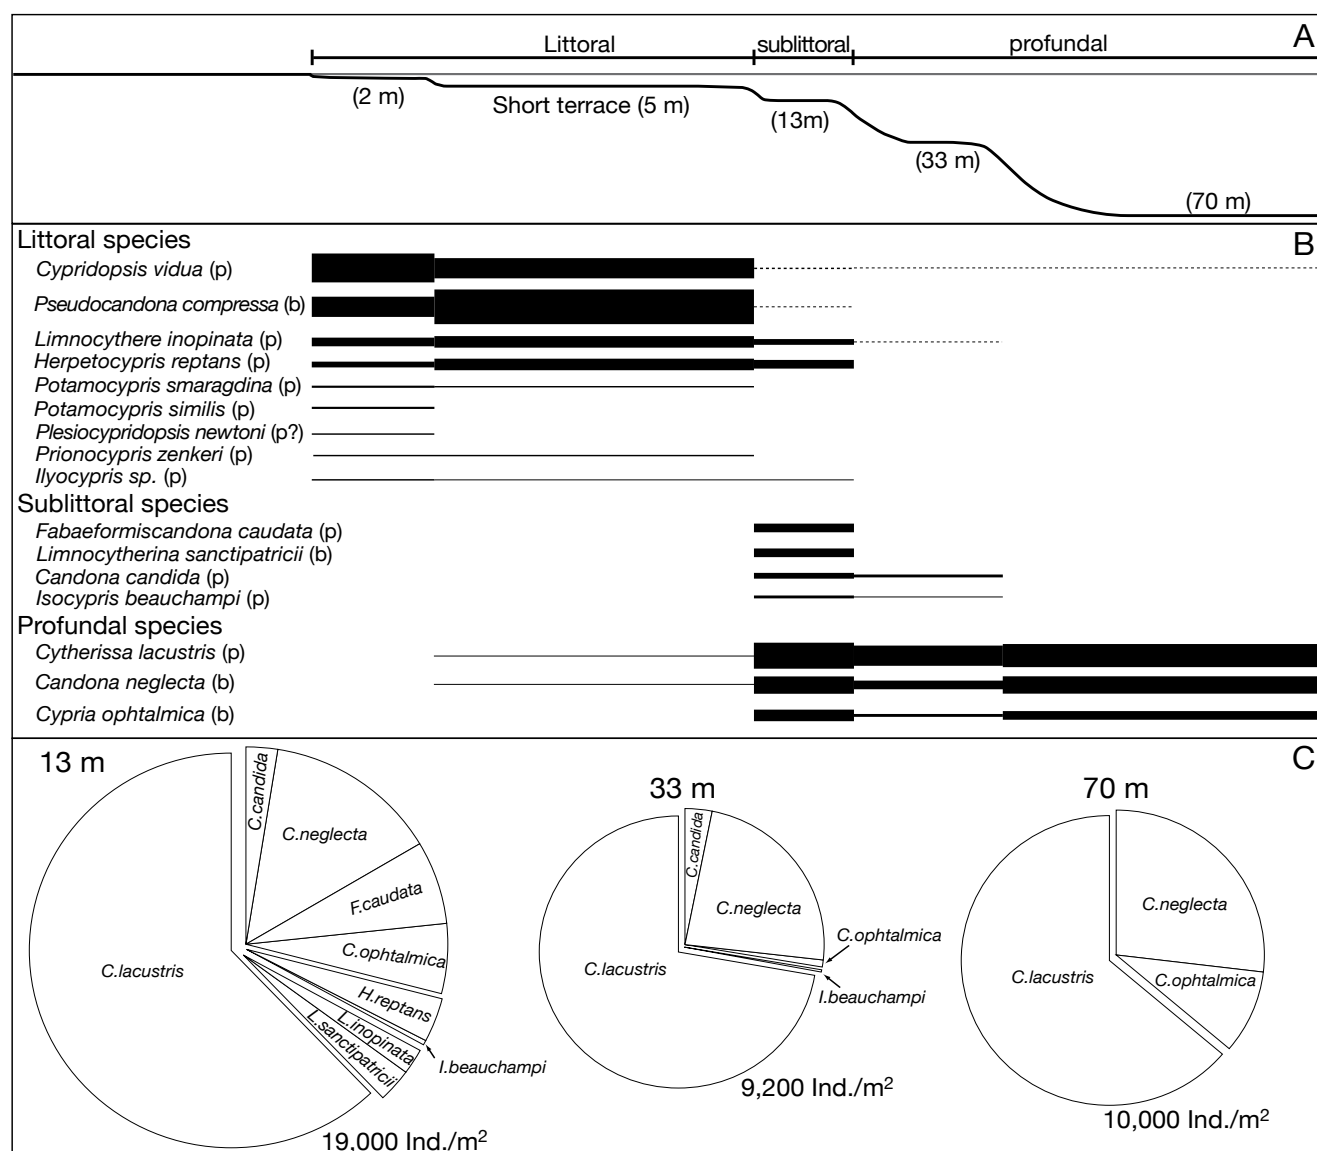 A
Littoral
sublittoral
profundal
(2 m)
Short terrace (5 m)
(13m)
(33 m)
(70 m)
B
Littoral species
Cypridopsis vidua (p)
Pseudocandona compressa (b)
Limnocythere inopinata (p)
Herpetocypris reptans (p)
Potamocypris smaragdina (p)
Potamocypris similis (p)
Plesiocypridopsis newtoni (p?)
Prionocypris zenkeri (p)
Ilyocypris sp. (p)
Sublittoral species
Fabaeformiscandona caudata (p)
Limnocytherina sanctipatricii (b)
Candona candida (p)
Isocypris beauchampi (p)
Profundal species
Cytherissa lacustris (p)
Candona neglecta (b)
Cypria ophtalmica (b)
C
13 m
C.candida
C.neglecta
F.caudata
C.ophtalmica
H.reptans
I.beauchampi
L.inopinata
L.sanctipatricii
C.lacustris
19,000 Ind./m²
33 m
C.candida
C.neglecta
C.ophtalmica
I.beauchampi
C.lacustris
9,200 Ind./m²
70 m
C.neglecta
C.ophtalmica
C.lacustris
10,000 Ind./m²